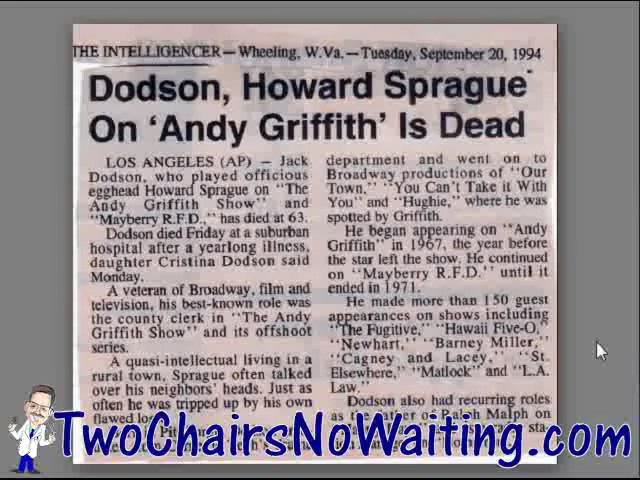 THE INTELLIGENCER — Wheeling, W.Va. — Tuesday, September 20, 1994
Dodson, Howard Sprague
On 'Andy Griffith' Is Dead
LOS ANGELES (AP) — Jack
Dodson, who played officious
egghead Howard Sprague on "The
Andy Griffith Show" and
"Mayberry R.F.D.," has died at 63.
Dodson died Friday at a suburban
hospital after a yearlong illness,
daughter Cristina Dodson said
Monday.
A veteran of Broadway, film and
television, his best-known role was
the county clerk in "The Andy
Griffith Show" and its offshoot
series.
A quasi-intellectual living in a
rural town, Sprague often talked
over his neighbors' heads. Just as
often he was tripped up by his own
flawed
department and went on to
Broadway productions of "Our
Town," "You Can't Take it With
You" and "Hughie," where he was
spotted by Griffith.
He began appearing on "Andy
Griffith" in 1967, the year before
the star left the show. He continued
on "Mayberry R.F.D." until it
ended in 1971.
He made more than 150 guest
appearances on shows including
"The Fugitive," "Hawaii Five-O,"
"Newhart," "Barney Miller,"
"Cagney and Lacey," "St.
Elsewhere," "Matlock" and "L.A.
Law."
Dodson also had recurring roles
as the father of Ralph Malph on
TwoChairsNoWaiting.com